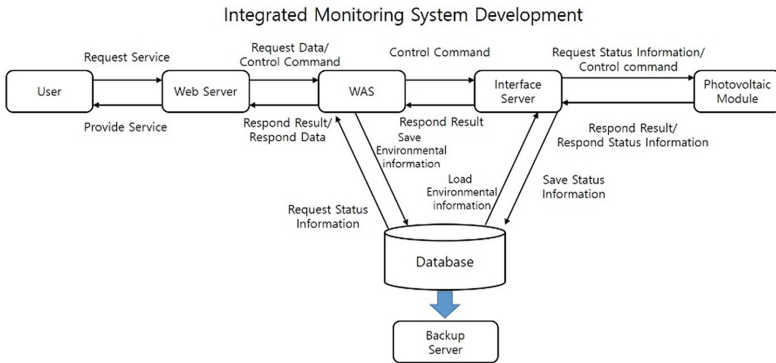 Integrated Monitoring System Development
Request Service
Request Data/
Control Command
Control Command
Request Status Information/
Control command
User
Web Server
WAS
Interface
Server
Photovoltaic
Module
Provide Service
Respond Result/
Respond Data
Respond Result
Respond Result/
Respond Status Information
Save
Environmental
information
Load
Environmental
information
Save Status
Information
Request Status
Information
Database
Backup
Server